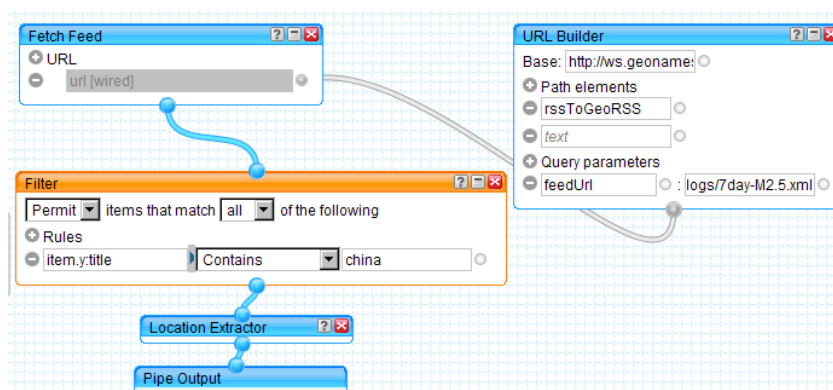 Fetch Feed
URL
url [wired]
Filter
Permit items that match all of the following
Rules
item.y:title Contains china
Location Extractor
Pipe Output
URL Builder
Base: http://ws.geoname:
Path elements
rssToGeoRSS
text
Query parameters
feedUrl : logs/7day-M2.5.xml